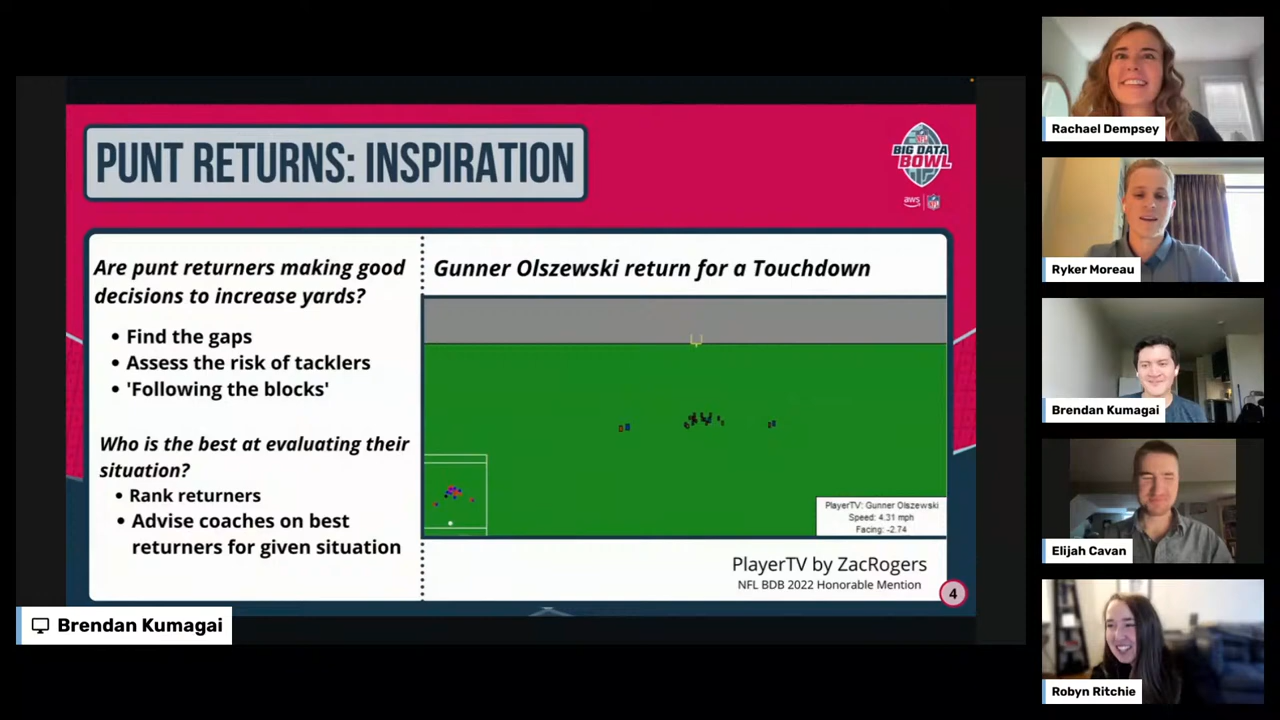 PUNT RETURNS: INSPIRATION
NFL
BIG DATA
BOWL
aws
NFL
Are punt returners making good
decisions to increase yards?
• Find the gaps
• Assess the risk of tacklers
• 'Following the blocks'
Who is the best at evaluating their
situation?
• Rank returners
• Advise coaches on best
returners for given situation
Gunner Olszewski return for a Touchdown
PlayerTV: Gunner Olszewski
Speed: 4.31 mph
Facing: -2.74
PlayerTV by ZacRogers
NFL BDB 2022 Honorable Mention
4
Brendan Kumagai
Rachael Dempsey
Ryker Moreau
Brendan Kumagai
Elijah Cavan
Robyn Ritchie